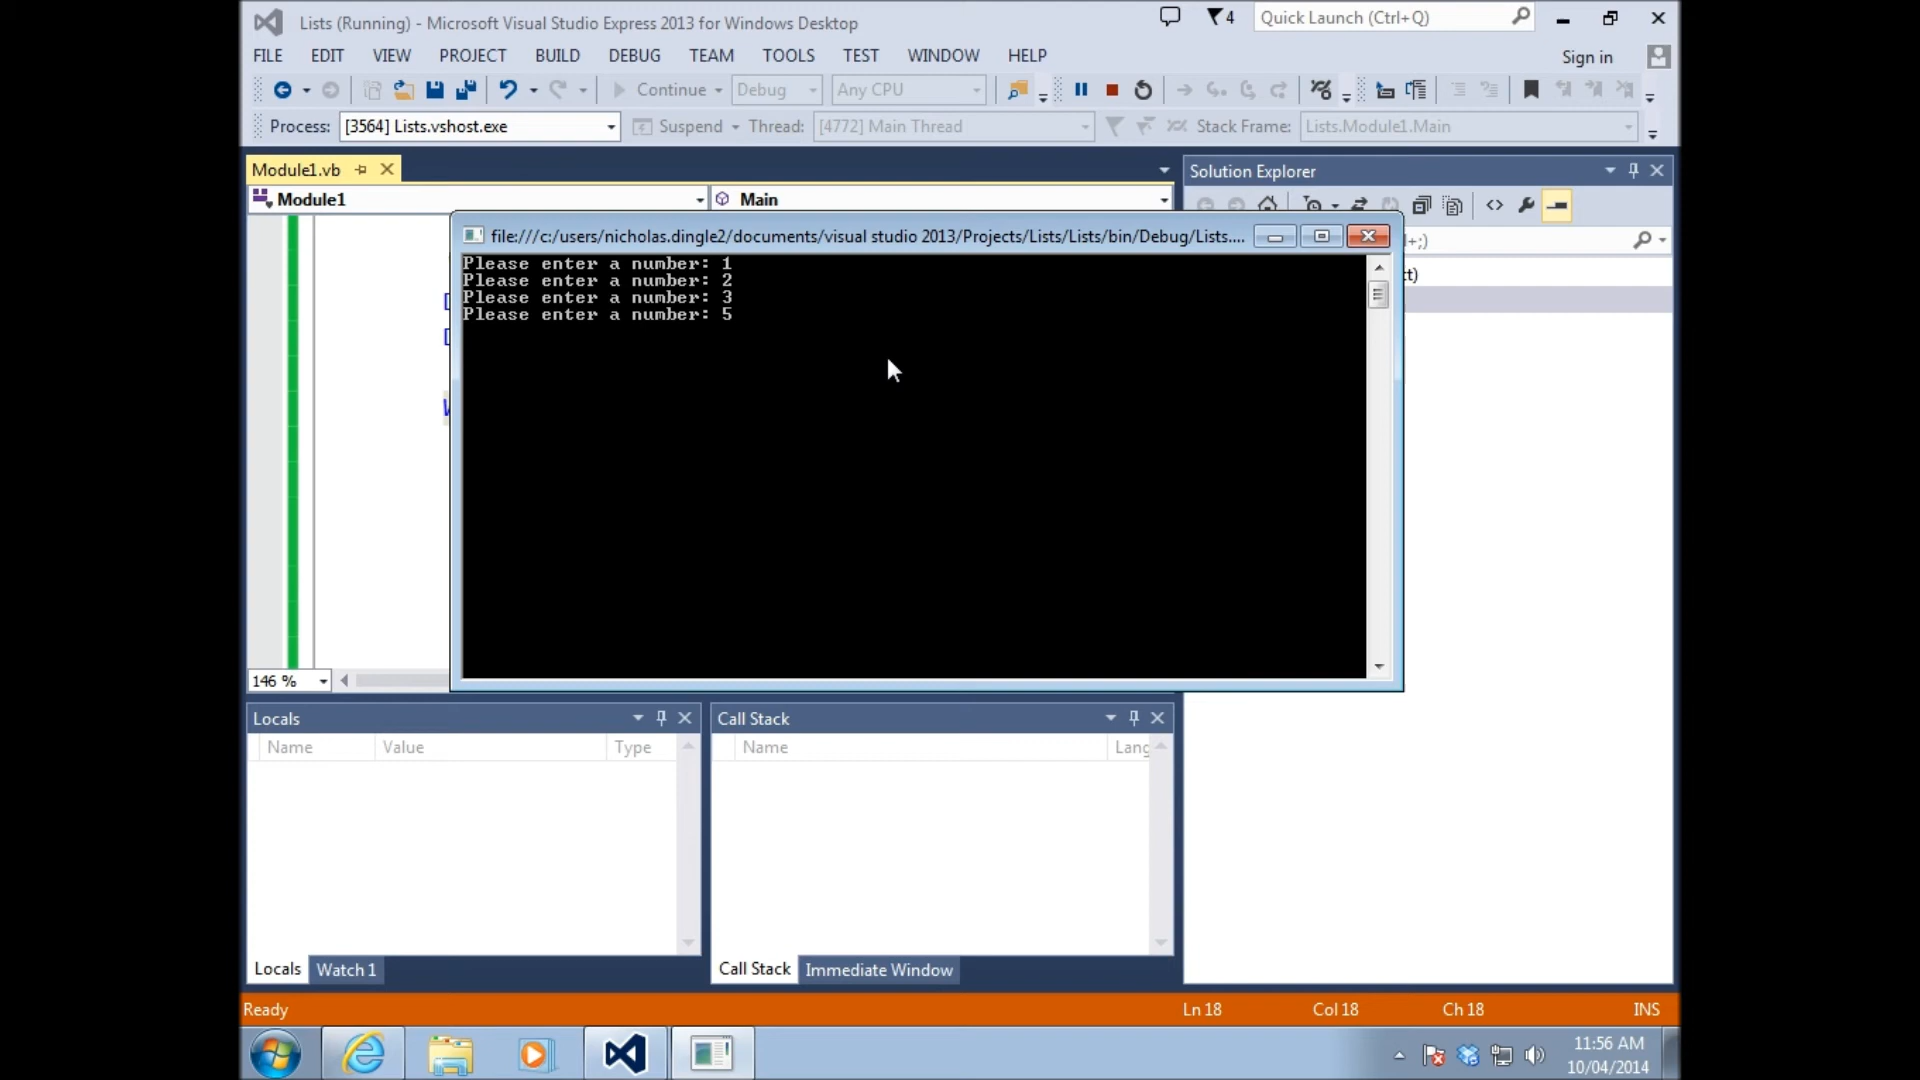 Lists (Running) - Microsoft Visual Studio Express 2013 for Windows Desktop
4
Quick Launch (Ctrl+Q)
FILE EDIT VIEW PROJECT BUILD DEBUG TEAM TOOLS TEST WINDOW HELP
Sign in
Continue Debug Any CPU
Process: [3564] Lists.vshost.exe Suspend Thread: [4772] Main Thread Stack Frame: Lists.Module1.Main
Module1.vb
Solution Explorer
Module1 Main
file:///c:/users/nicholas.dingle2/documents/visual studio 2013/Projects/Lists/Lists/bin/Debug/Lists....
Please enter a number: 1
Please enter a number: 2
Please enter a number: 3
Please enter a number: 5
146 %
Locals
Call Stack
Name Value Type
Name Lang
Locals Watch 1
Call Stack Immediate Window
Ready
Ln 18 Col 18 Ch 18 INS
11:56 AM
10/04/2014